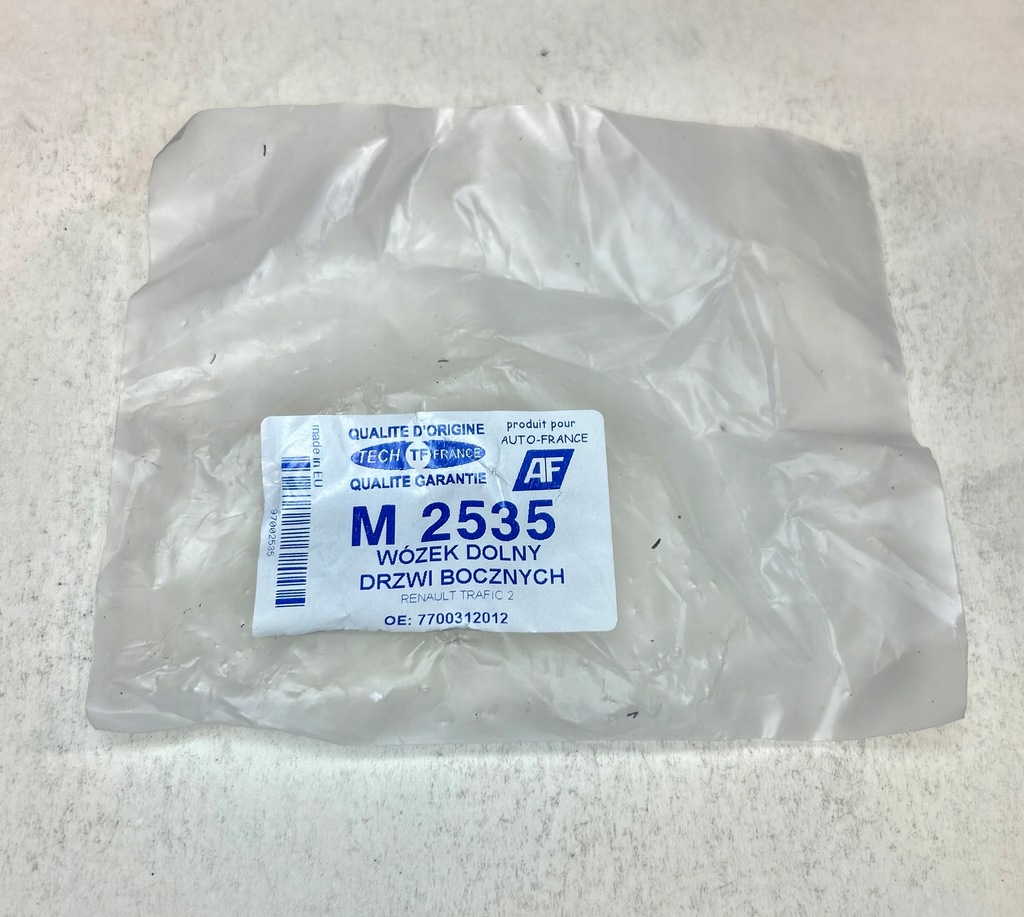 QUALITE D'ORIGINE
TECH TF FRANCE
QUALITE GARANTIE
produit pour
AUTO-FRANCE
AF
made in EU
97002535
M 2535
WÓZEK DOLNY
DRZWI BOCZNYCH
RENAULT TRAFIC 2
OE: 7700312012